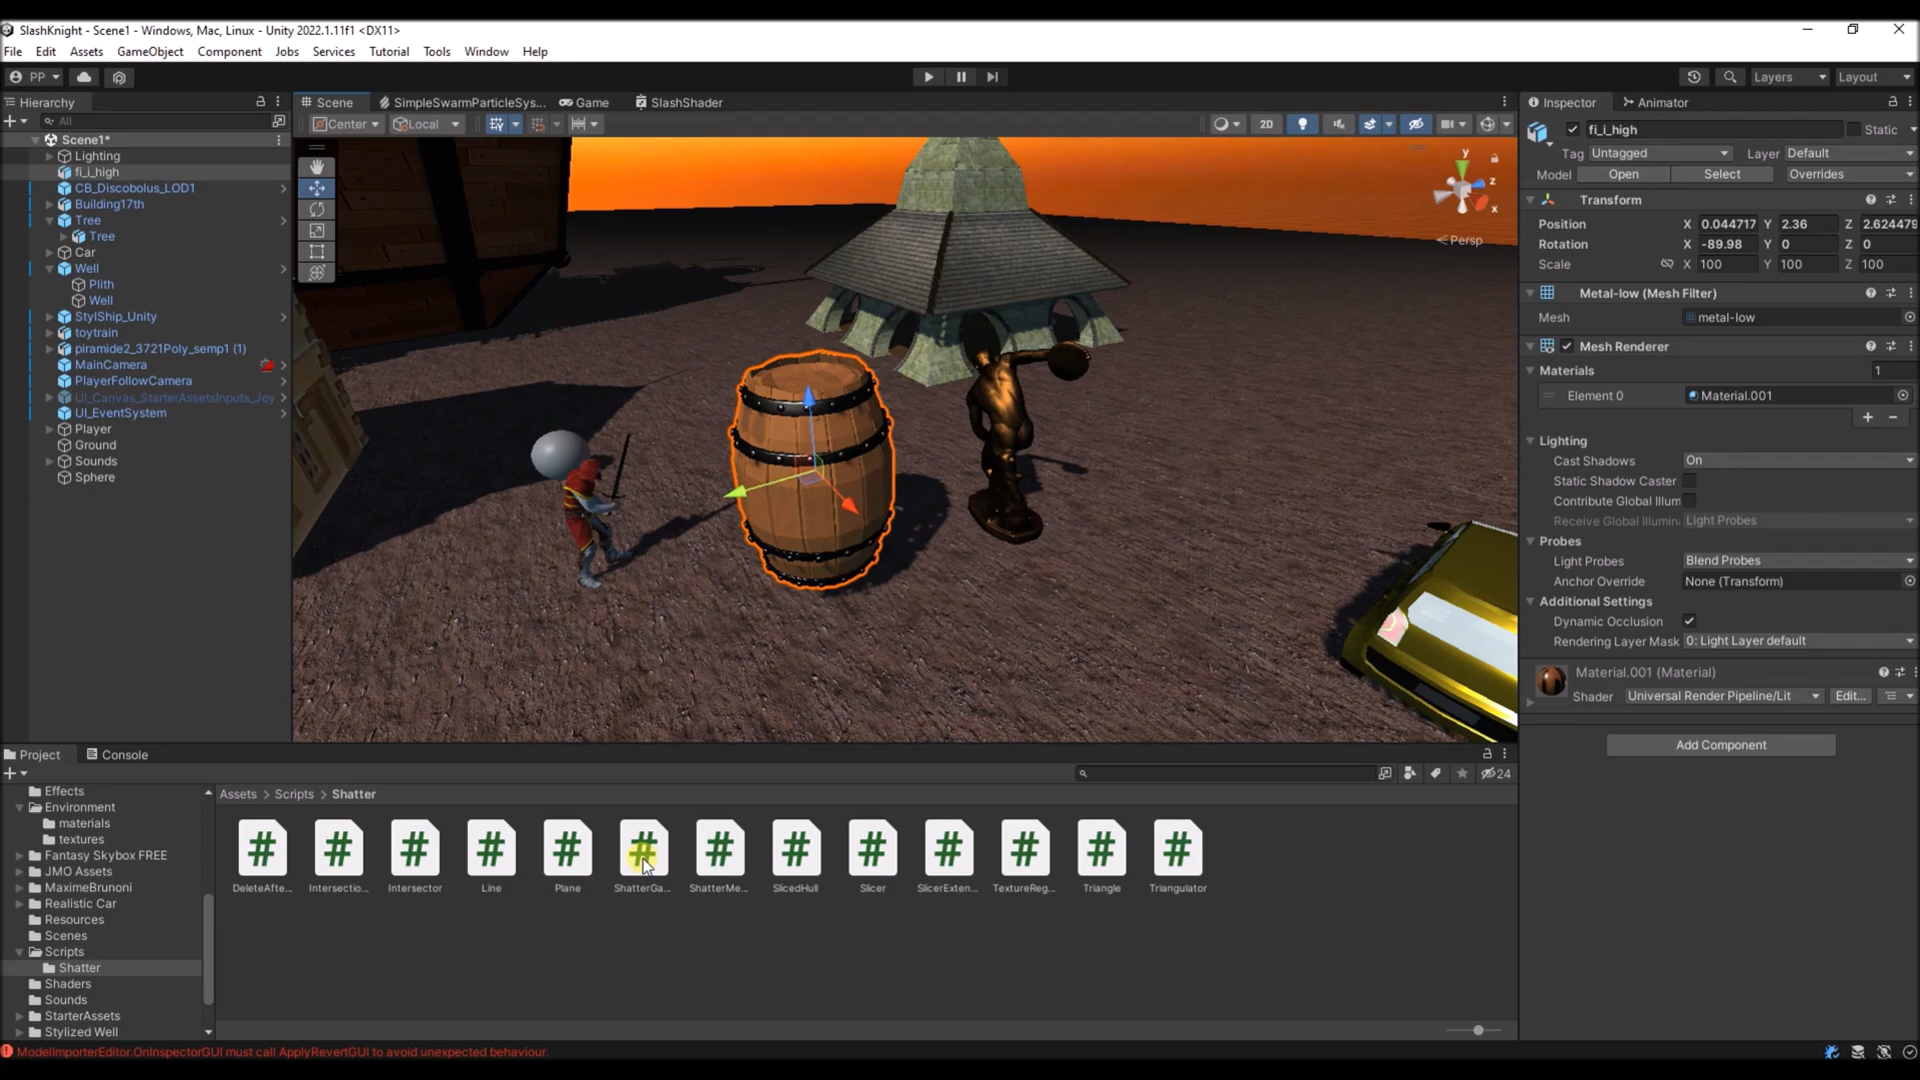 SlashKnight - Scene1 - Windows, Mac, Linux - Unity 2022.1.11f1 <DX11>
File Edit Assets GameObject Component Jobs Services Tutorial Tools Window Help
PP Layers Layout
Hierarchy
All
Scene1*
Lighting
fi_i_high
CB_Discobolus_LOD1
Building17th
Tree
Tree
Car
Well
Plith
Well
StylShip_Unity
toytrain
piramide2_3721Poly_semp1 (1)
MainCamera
PlayerFollowCamera
UI_Canvas_StarterAssetsInputs_Joy
UI_EventSystem
Player
Ground
Sounds
Sphere
Scene SimpleSwarmParticleSys... Game SlashShader
Center Local 2D
y
z
x
Persp
Inspector Animator
fi_i_high Static
Tag Untagged Layer Default
Model Open Select Overrides
Transform
Position X 0.044717 Y 2.36 Z 2.624479
Rotation X -89.98 Y 0 Z 0
Scale X 100 Y 100 Z 100
Metal-low (Mesh Filter)
Mesh metal-low
Mesh Renderer
Materials 1
Element 0 Material.001
Lighting
Cast Shadows On
Static Shadow Caster
Contribute Global Illum
Receive Global Illumin Light Probes
Probes
Light Probes Blend Probes
Anchor Override None (Transform)
Additional Settings
Dynamic Occlusion
Rendering Layer Mask 0: Light Layer default
Material.001 (Material)
Shader Universal Render Pipeline/Lit Edit...
Add Component
Project Console
24
Effects
Environment
materials
textures
Fantasy Skybox FREE
JMO Assets
MaximeBrunoni
Realistic Car
Resources
Scenes
Scripts
Shatter
Shaders
Sounds
StarterAssets
Stylized Well
Assets > Scripts > Shatter
DeleteAfte... Intersectio... Intersector Line Plane ShatterGa... ShatterMe... SlicedHull Slicer SlicerExten... TextureReg... Triangle Triangulator
ModelImporterEditor.OnInspectorGUI must call ApplyRevertGUI to avoid unexpected behaviour.